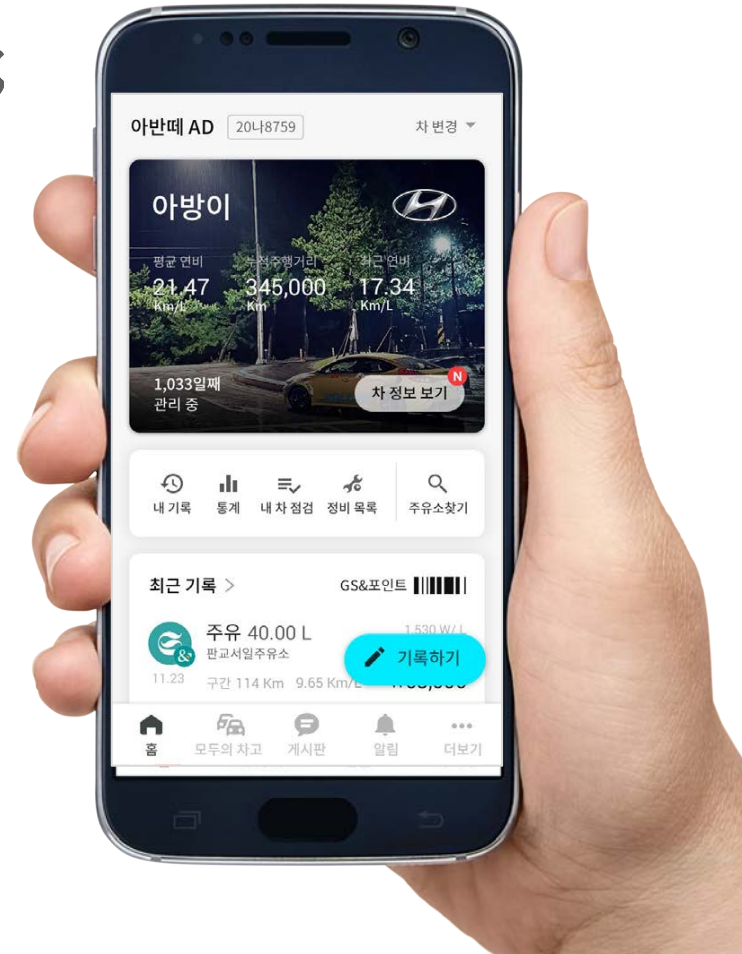 아반떼 AD 20나8759 차 변경
아방이
평균 연비 누적주행거리 최근 연비
21.47 345,000 17.34
Km/L Km Km/L
1,033일째
관리 중
차 정보 보기
N
내 기록 통계 내 차 점검 정비 목록 주유소찾기
최근 기록 > GS&포인트
주유 40.00 L 1,530 W/ L
판교서일주유소
기록하기
11.23 구간 114 Km 9.65 Km/L
홈 모두의 차고 게시판 알림 더보기